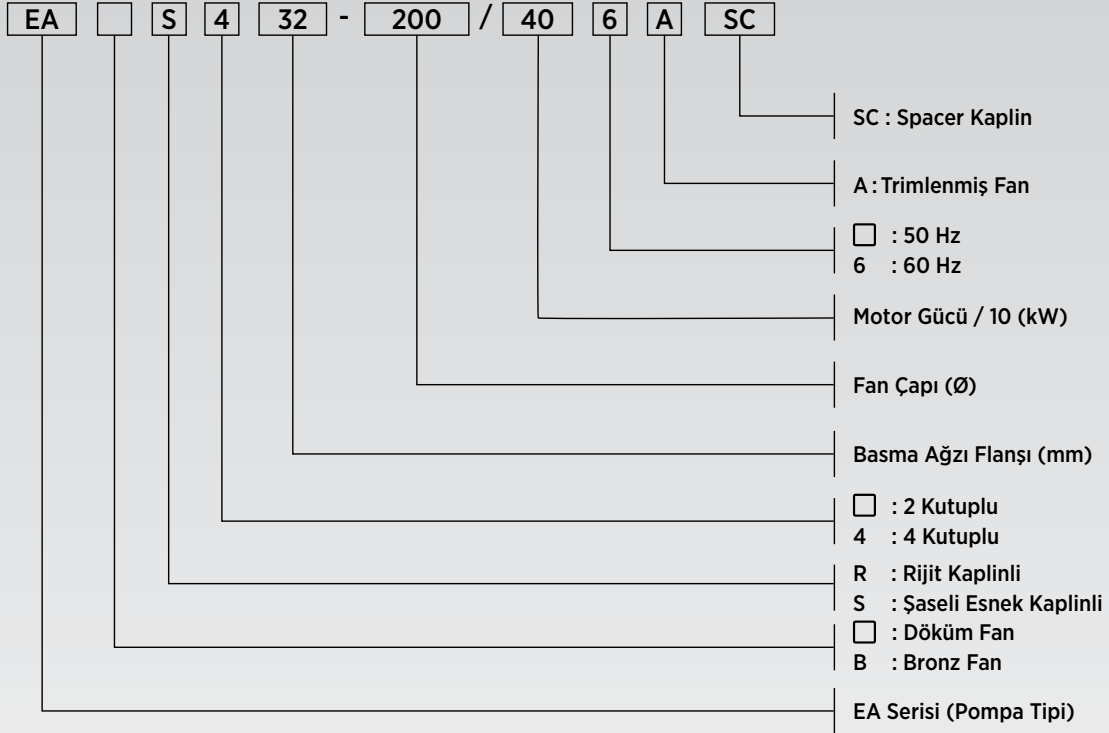 EA S 4 32 - 200 / 40 6 A SC
SC : Spacer Kaplin
A : Trimlenmiş Fan
□ : 50 Hz
6 : 60 Hz
Motor Gücü / 10 (kW)
Fan Çapı (Ø)
Basma Ağzı Flanşı (mm)
□ : 2 Kutuplu
4 : 4 Kutuplu
R : Rijit Kaplinli
S : Şaseli Esnek Kaplinli
□ : Döküm Fan
B : Bronz Fan
EA Serisi (Pompa Tipi)